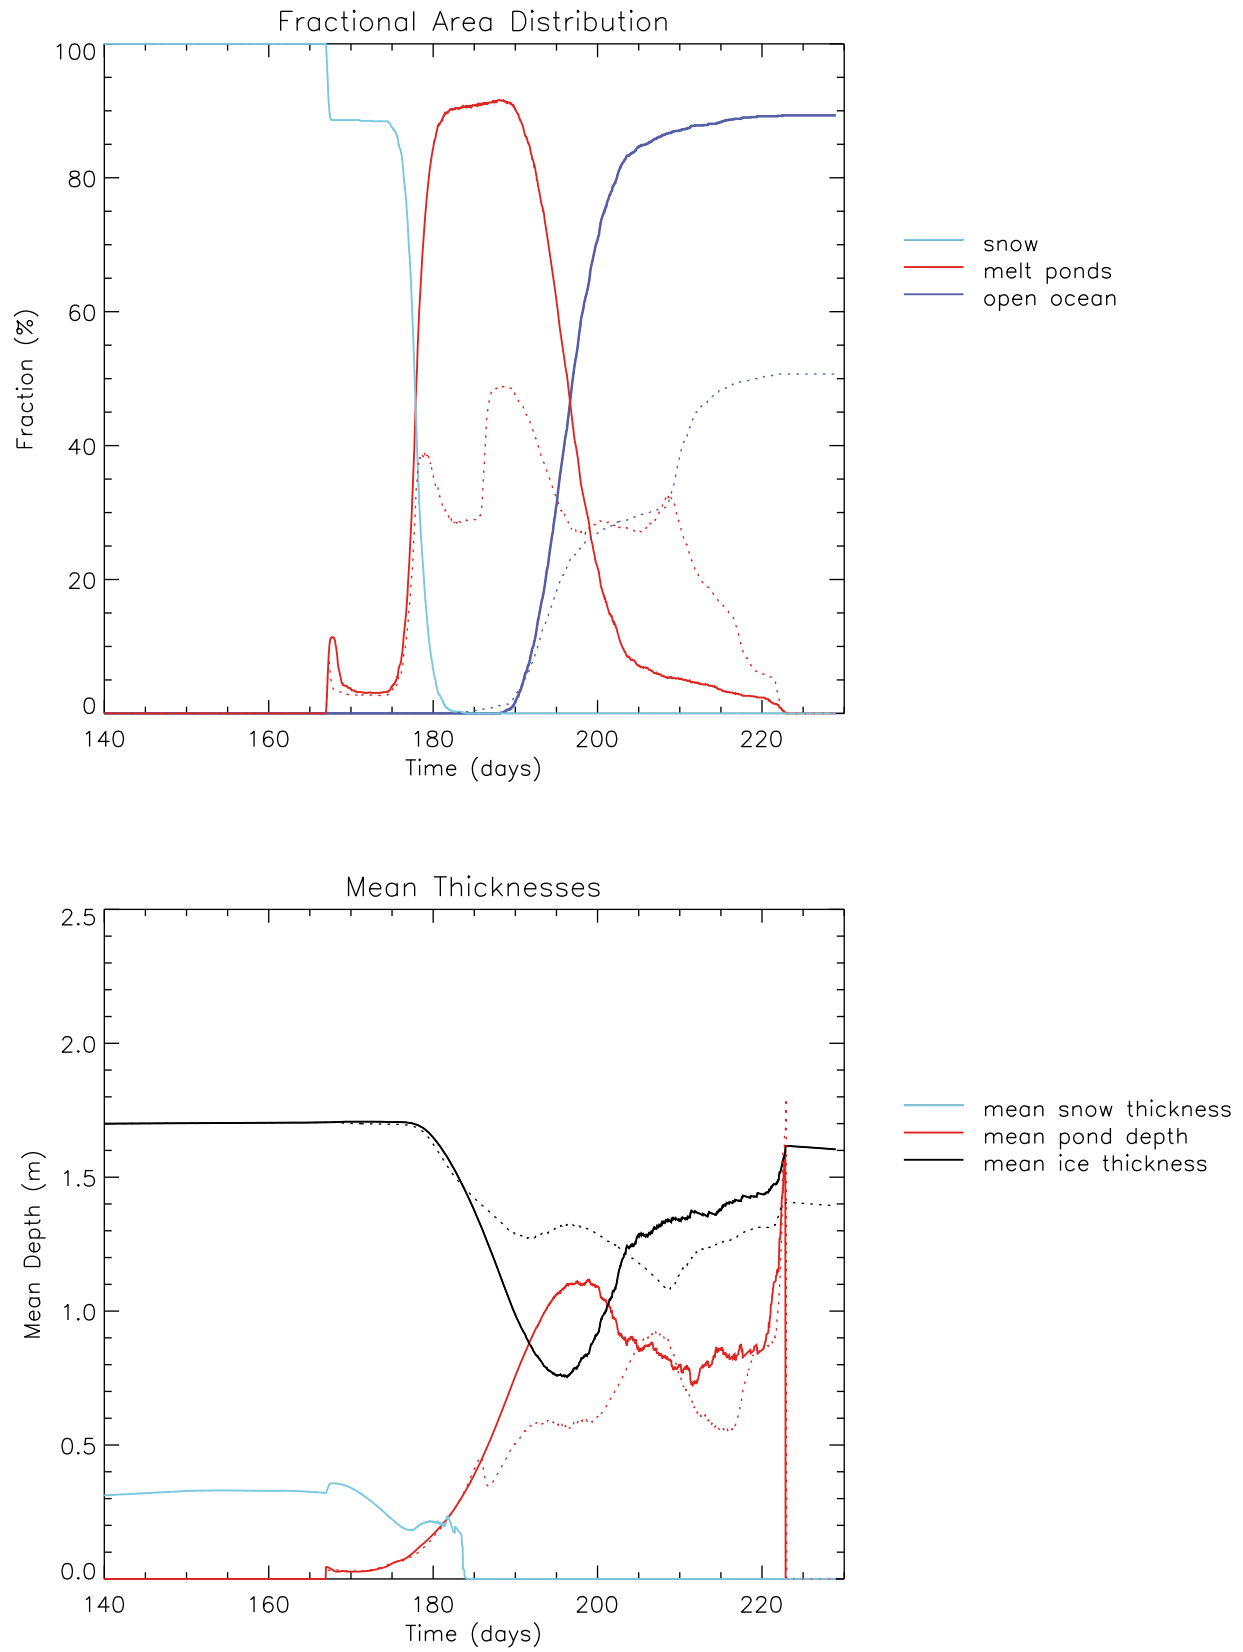 Fractional Area Distribution
100
80
60
40
20
0
Fraction (%)
140 160 180 200 220
Time (days)
snow
melt ponds
open ocean
Mean Thicknesses
2.5
2.0
1.5
1.0
0.5
0.0
Mean Depth (m)
140 160 180 200 220
Time (days)
mean snow thickness
mean pond depth
mean ice thickness